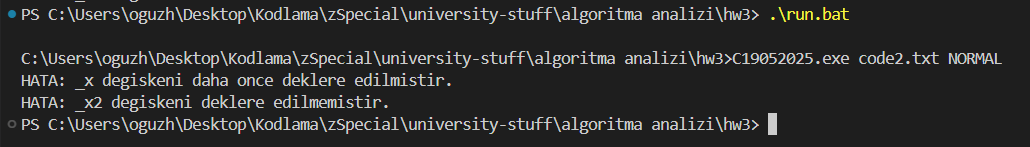 PS C:\Users\oguzh\Desktop\Kodlama\zSpecial\university-stuff\algoritma analizi\hw3> .\run.bat
C:\Users\oguzh\Desktop\Kodlama\zSpecial\university-stuff\algoritma analizi\hw3>C19052025.exe code2.txt NORMAL
HATA: _x degiskeni daha once deklere edilmistir.
HATA: _x2 degiskeni deklere edilmemistir.
PS C:\Users\oguzh\Desktop\Kodlama\zSpecial\university-stuff\algoritma analizi\hw3>